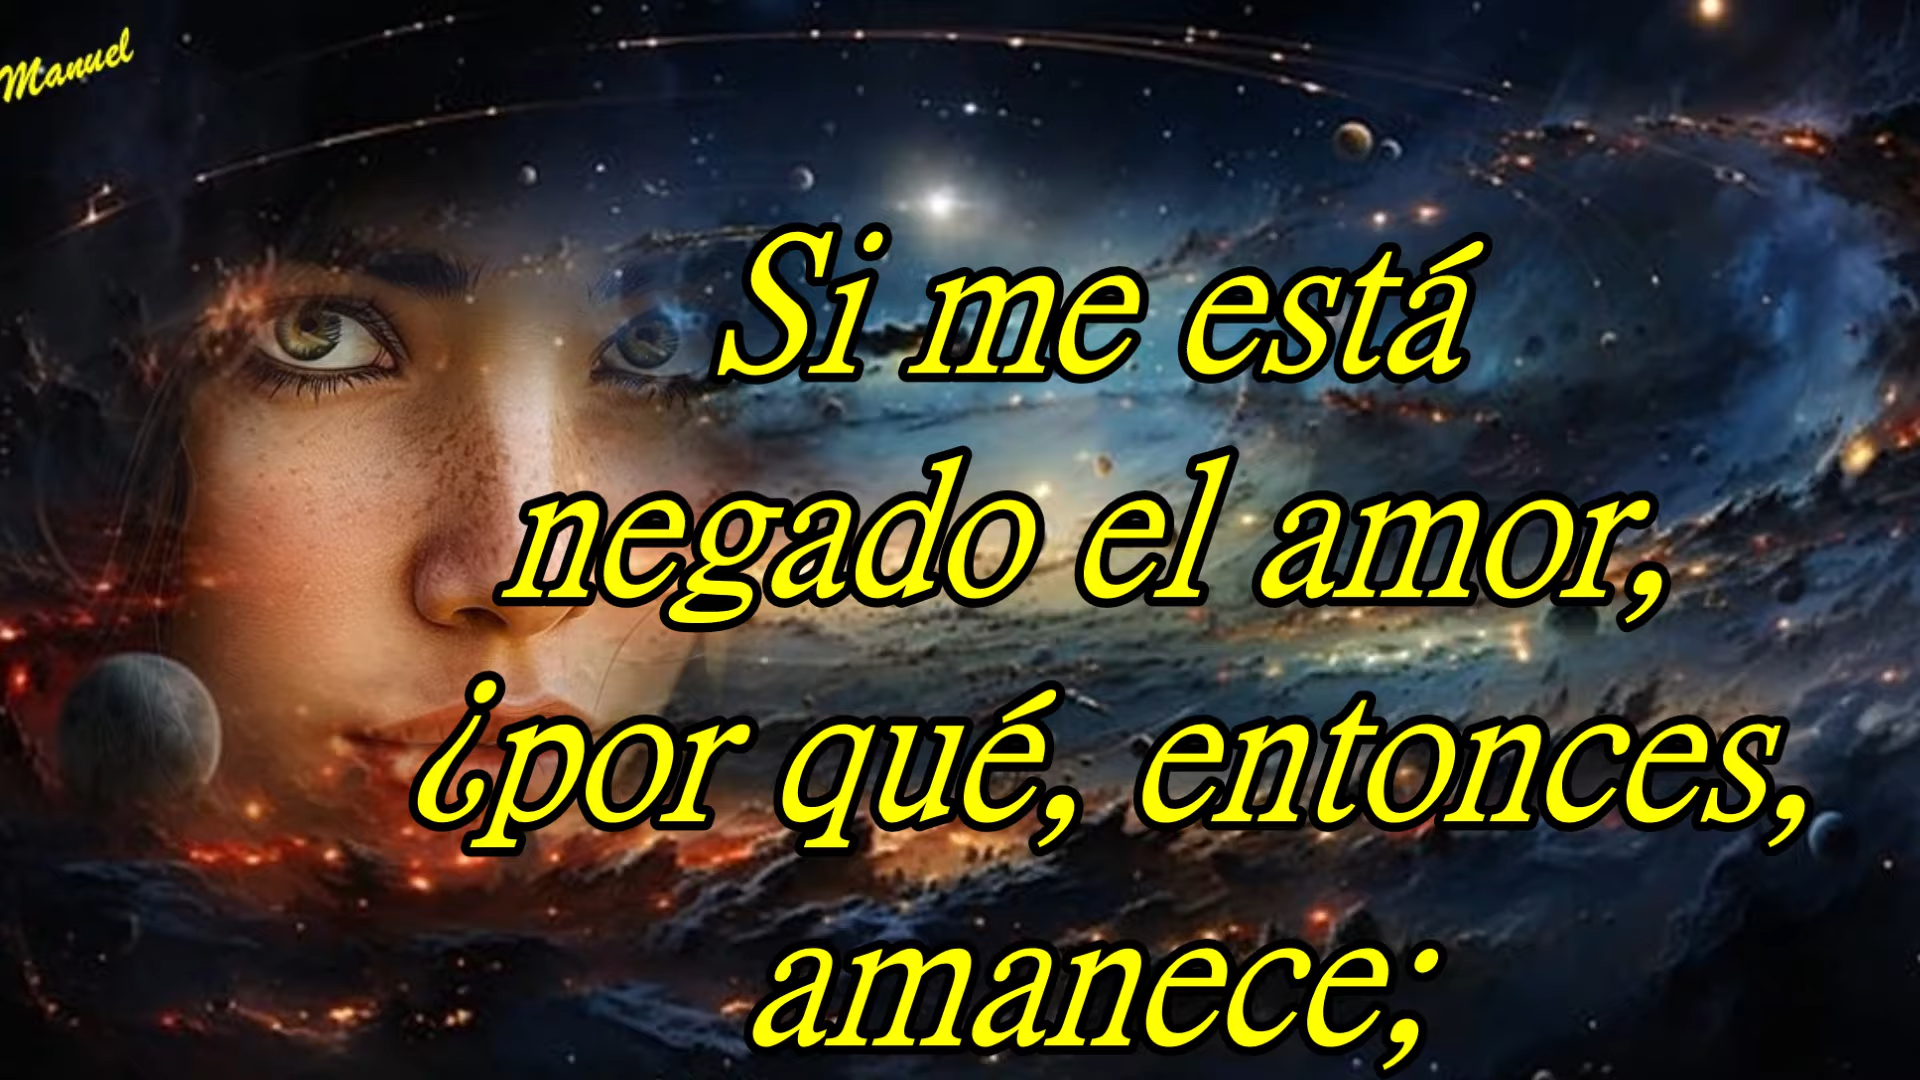 Manuel
Si me está
negado el amor,
¿por qué, entonces,
amanece;